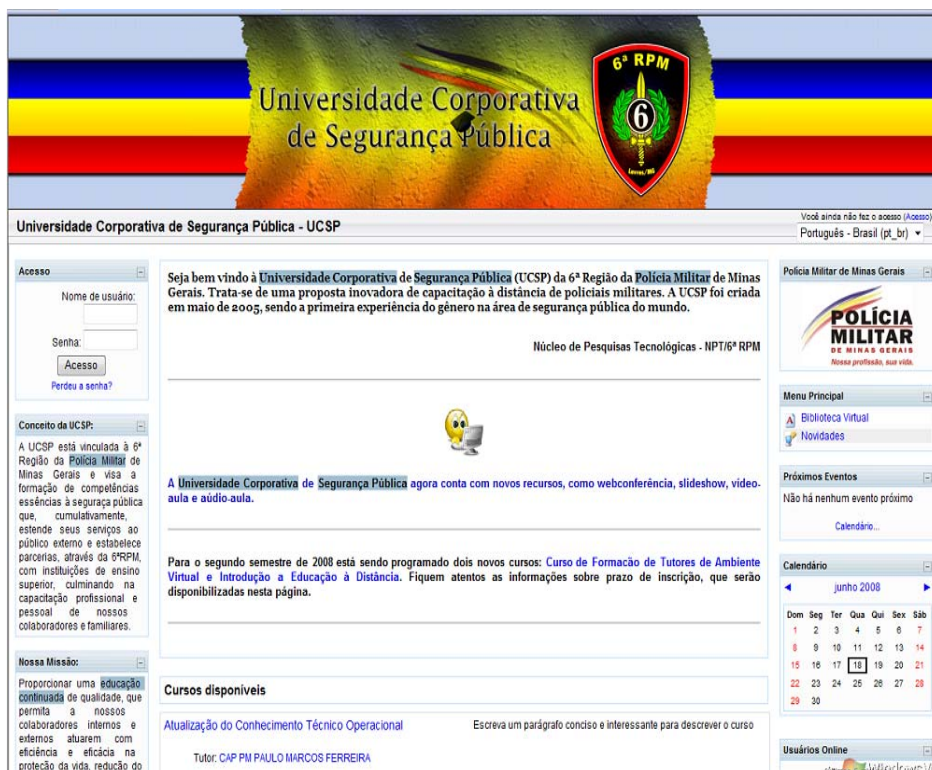 6ª RPM
6
Lavras/MG
Universidade Corporativa
de Segurança Pública
Universidade Corporativa de Segurança Pública - UCSP
Você ainda não fez o acesso (Acesso)
Português - Brasil (pt_br)
Acesso
Nome de usuário:
Senha:
Acesso
Perdeu a senha?
Conceito da UCSP:
A UCSP está vinculada à 6ª
Região da Polícia Militar de
Minas Gerais e visa a
formação de competências
essências à seguraça pública
que, cumulativamente,
estende seus serviços ao
público externo e estabelece
parcerias, através da 6ªRPM,
com instituições de ensino
superior, culminando na
capacitação profissional e
pessoal de nossos
colaboradores e familiares.
Nossa Missão:
Proporcionar uma educação
continuada de qualidade, que
permita a nossos
colaboradores internos e
externos atuarem com
eficiência e eficácia na
proteção da vida, redução do
Seja bem vindo à Universidade Corporativa de Segurança Pública (UCSP) da 6ª Região da Polícia Militar de Minas
Gerais. Trata-se de uma proposta inovadora de capacitação à distância de policiais militares. A UCSP foi criada
em maio de 2005, sendo a primeira experiência do gênero na área de segurança pública do mundo.
Núcleo de Pesquisas Tecnológicas - NPT/6ª RPM
A Universidade Corporativa de Segurança Pública agora conta com novos recursos, como webconferência, slideshow, vídeo-
aula e aúdio-aula.
Para o segundo semestre de 2008 está sendo programado dois novos cursos: Curso de Formacão de Tutores de Ambiente
Virtual e Introdução a Educação à Distância. Fiquem atentos as informações sobre prazo de inscrição, que serão
disponibilizadas nesta página.
Cursos disponíveis
Atualização do Conhecimento Técnico Operacional
Escreva um parágrafo conciso e interessante para descrever o curso
Tutor: CAP PM PAULO MARCOS FERREIRA
Polícia Militar de Minas Gerais
POLÍCIA
MILITAR
DE MINAS GERAIS
Nossa profissão, sua vida.
Menu Principal
Biblioteca Virtual
Novidades
Próximos Eventos
Não há nenhum evento próximo
Calendário...
Calendário
junho 2008
Dom Seg Ter Qua Qui Sex Sáb
1 2 3 4 5 6 7
8 9 10 11 12 13 14
15 16 17 18 19 20 21
22 23 24 25 26 27 28
29 30
Usuários Online